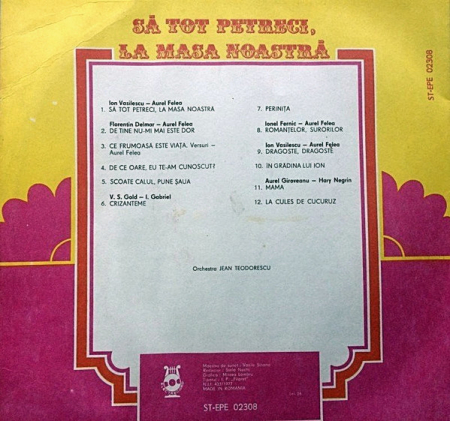 SĂ TOT PETRECI,
LA MASA NOASTRĂ
ST-EPE 02308
Ion Vasilescu — Aurel Felea
1. SA TOT PETRECI, LA MASA NOASTRĂ
Florentin Delmar — Aurel Felea
2. DE TINE NU-MI MAI ESTE DOR
3. CE FRUMOASĂ ESTE VIAȚA. Versuri -
Aurel Felea
4. DE CE OARE, EU TE-AM CUNOSCUT?
5. SCOATE CALUL, PUNE ȘAUA
V. S. Gold — I. Gabriel
6. CRIZANTEME
7. PERINIȚA
Ionel Fernic — Aurel Felea
8. ROMANȚELOR, SURORILOR
Ion Vasilescu — Aurel Felea
9. DRAGOSTE, DRAGOSTE
10. ÎN GRĂDINA LUI ION
Aurel Giroveanu — Hary Negrin
11. MAMA
12. LA CULES DE CUCURUZ
Orchestra JEAN TEODORESCU
MADE IN ROMANIA
ST-EPE 02308